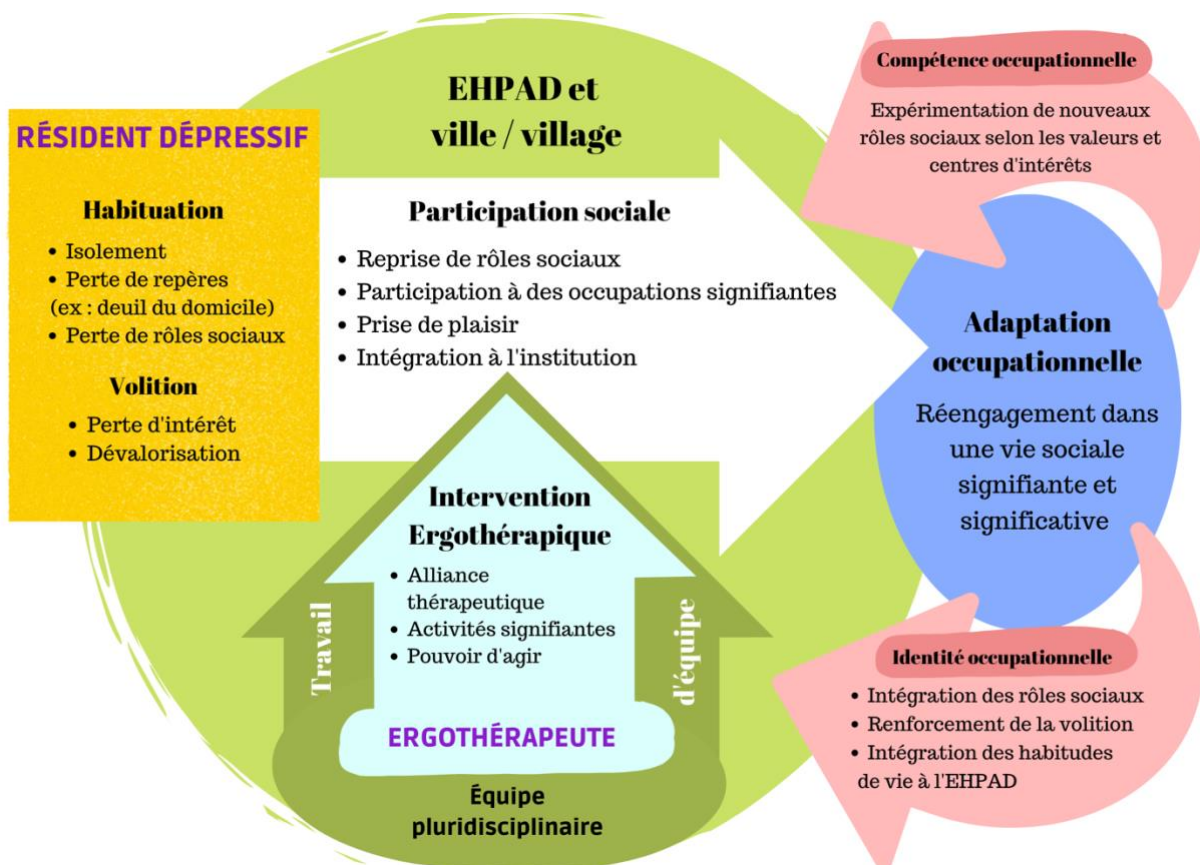 EHPAD et
ville / village
RÉSIDENT DÉPRESSIF
Habituation
• Isolement
• Perte de repères
(ex : deuil du domicile)
• Perte de rôles sociaux
Volition
• Perte d'intérêt
• Dévalorisation
Participation sociale
• Reprise de rôles sociaux
• Participation à des occupations signifiantes
• Prise de plaisir
• Intégration à l'institution
Intervention
Ergothérapique
• Alliance
thérapeutique
• Activités signifiantes
• Pouvoir d'agir
Travail
d'équipe
ERGOTHÉRAPEUTE
Équipe
pluridisciplinaire
Compétence occupationnelle
Expérimentation de nouveaux
rôles sociaux selon les valeurs et
centres d'intérêts
Adaptation
occupationnelle
Réengagement dans
une vie sociale
signifiante et
significative
Identité occupationnelle
• Intégration des rôles sociaux
• Renforcement de la volition
• Intégration des habitudes
de vie à l'EHPAD